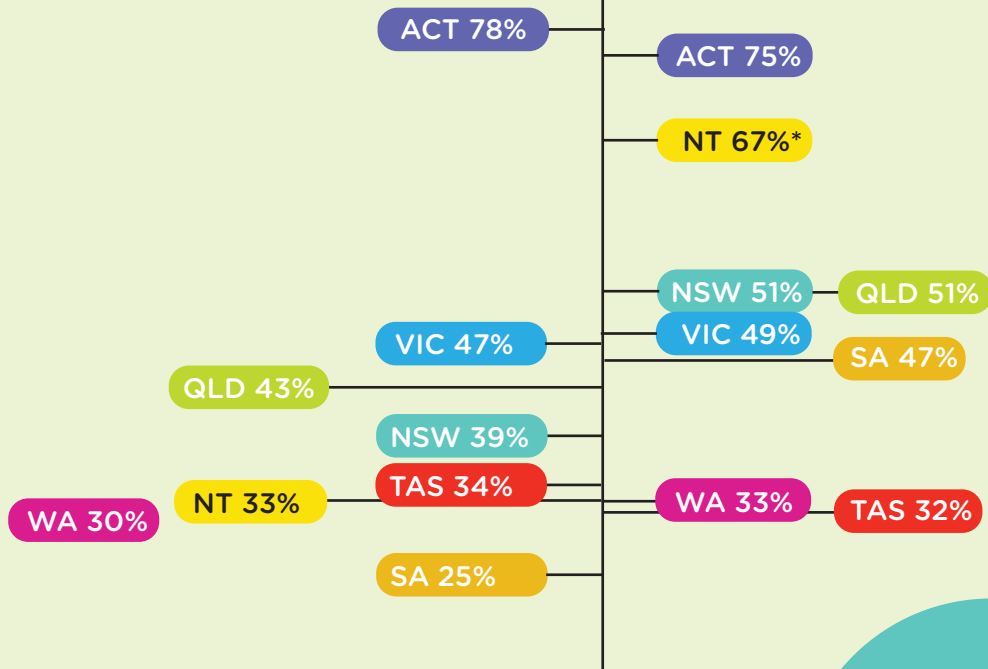 ACT 78%
ACT 75%
NT 67%*
NSW 51%
QLD 51%
VIC 47%
VIC 49%
SA 47%
QLD 43%
NSW 39%
TAS 34%
NT 33%
WA 33%
TAS 32%
WA 30%
SA 25%